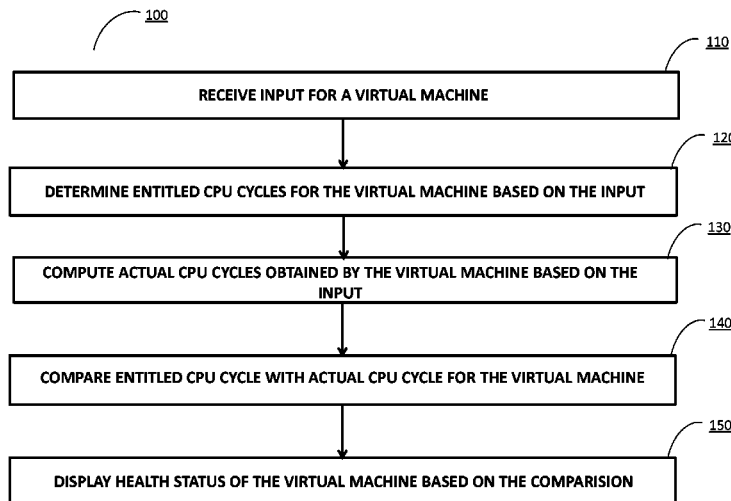 100
110
RECEIVE INPUT FOR A VIRTUAL MACHINE
120
DETERMINE ENTITLED CPU CYCLES FOR THE VIRTUAL MACHINE BASED ON THE INPUT
130
COMPUTE ACTUAL CPU CYCLES OBTAINED BY THE VIRTUAL MACHINE BASED ON THE
INPUT
140
COMPARE ENTITLED CPU CYCLE WITH ACTUAL CPU CYCLE FOR THE VIRTUAL MACHINE
150
DISPLAY HEALTH STATUS OF THE VIRTUAL MACHINE BASED ON THE COMPARISION